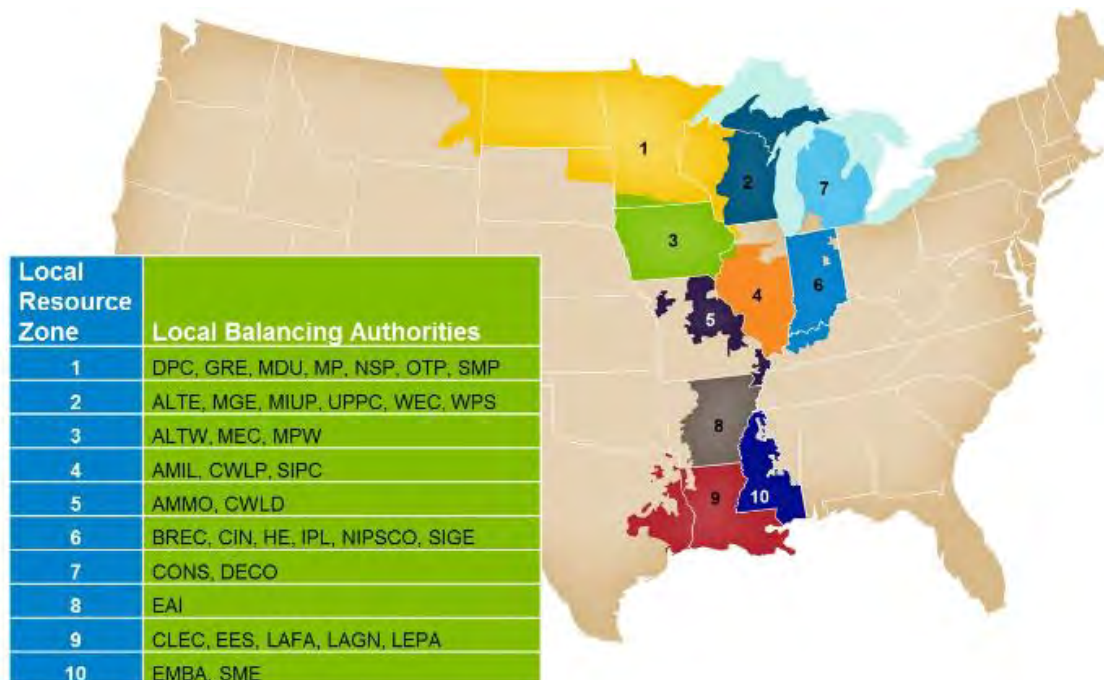 1
2
7
3
4
6
5
8
9
10
Local
Resource
Zone
Local Balancing Authorities
1 DPC, GRE, MDU, MP, NSP, OTP, SMP
2 ALTE, MGE, MIUP, UPPC, WEC, WPS
3 ALTW, MEC, MPW
4 AMIL, CWLP, SIPC
5 AMMO, CWLD
6 BREC, CIN, HE, IPL, NIPSCO, SIGE
7 CONS, DECO
8 EAI
9 CLEC, EES, LAFA, LAGN, LEPA
10 EMBA, SME